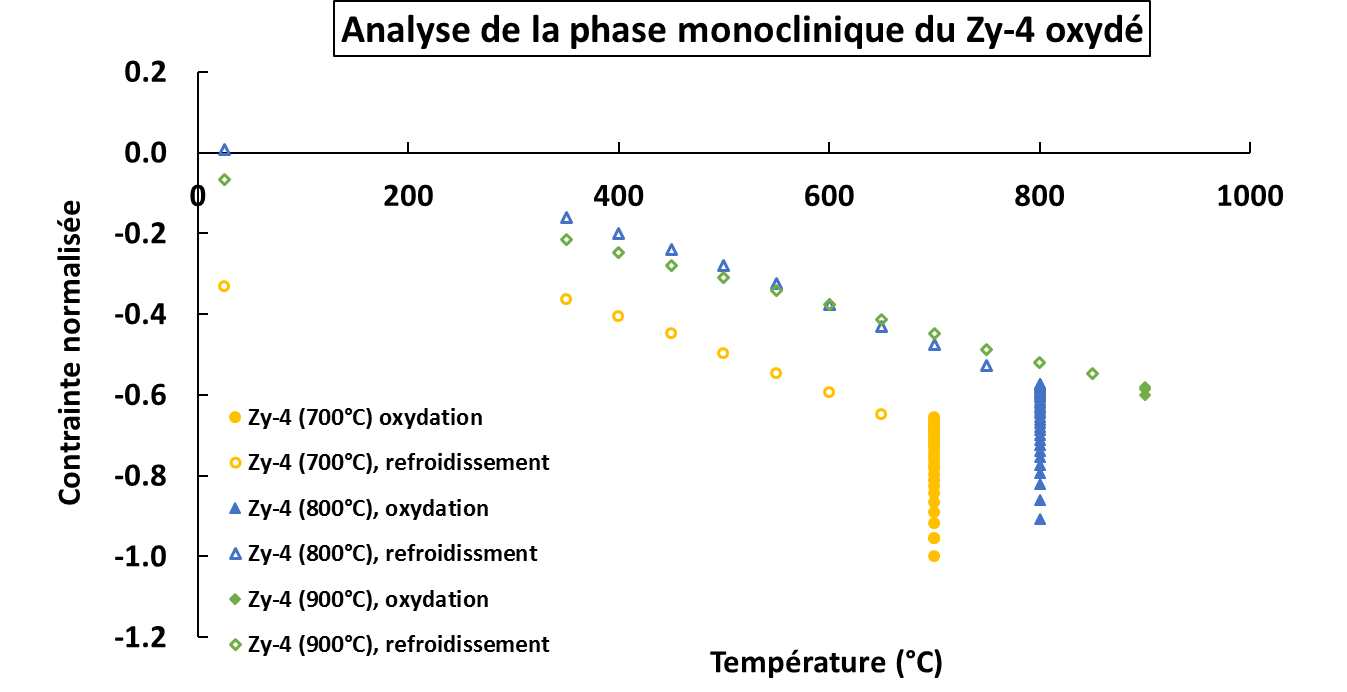 Analyse de la phase monoclinique du Zy-4 oxydé
0.2
0.0
0 200 400 600 800 1000
-0.2
-0.4
-0.6
-0.8
-1.0
-1.2
Contrainte normalisée
Zy-4 (700°C) oxydation
Zy-4 (700°C), refroidissement
Zy-4 (800°C), oxydation
Zy-4 (800°C), refroidissment
Zy-4 (900°C), oxydation
Zy-4 (900°C), refroidissement
Température (°C)